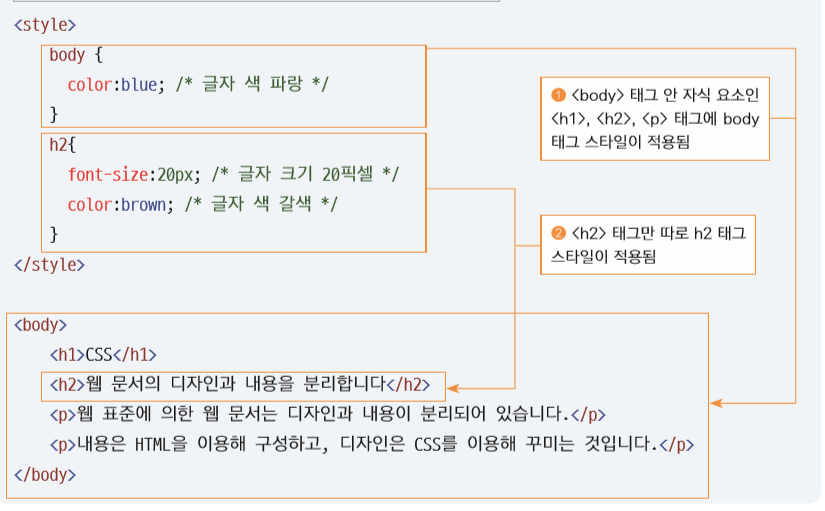 <style>
body {
color:blue; /* 글자 색 파랑 */
}
h2{
font-size:20px; /* 글자 크기 20픽셀 */
color:brown; /* 글자 색 갈색 */
}
</style>
1 <body> 태그 안 자식 요소인
<h1>, <h2>, <p> 태그에 body
태그 스타일이 적용됨
2 <h2> 태그만 따로 h2 태그
스타일이 적용됨
<body>
<h1>CSS</h1>
<h2>웹 문서의 디자인과 내용을 분리합니다</h2>
<p>웹 표준에 의한 웹 문서는 디자인과 내용이 분리되어 있습니다.</p>
<p>내용은 HTML을 이용해 구성하고, 디자인은 CSS를 이용해 꾸미는 것입니다.</p>
</body>